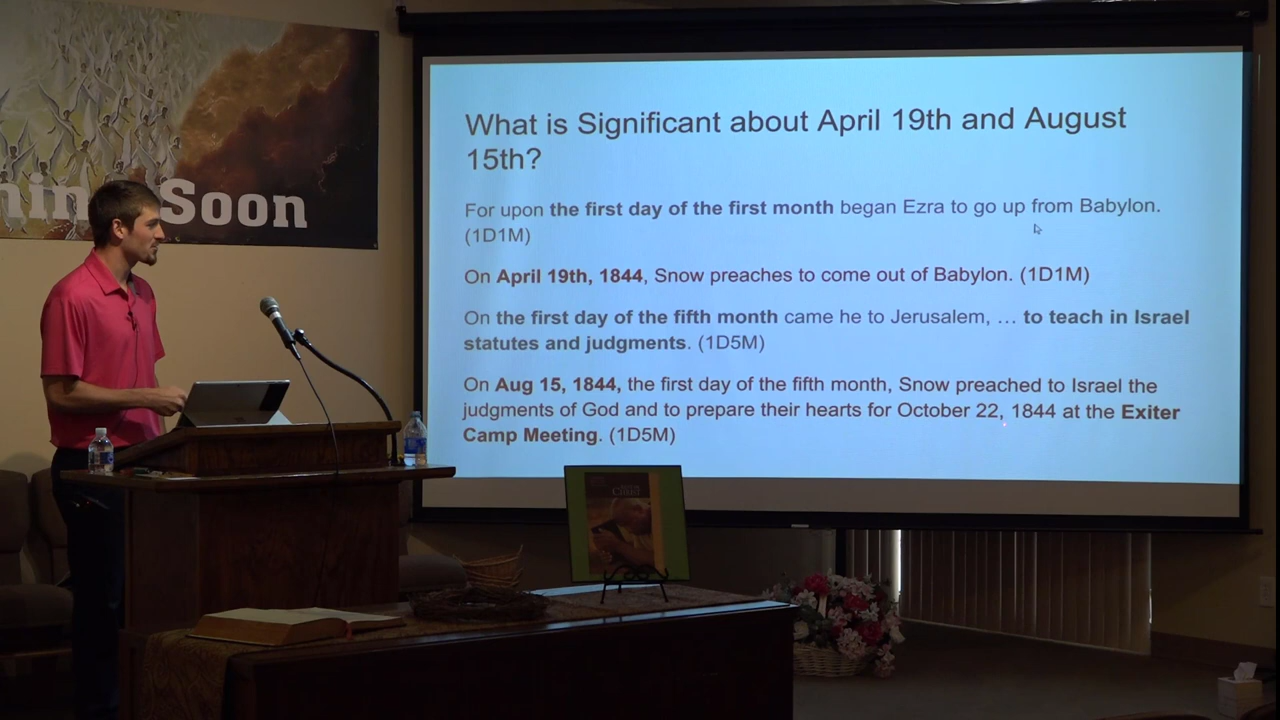 Soon
What is Significant about April 19th and August
15th?
For upon the first day of the first month began Ezra to go up from Babylon.
(1D1M)
On April 19th, 1844, Snow preaches to come out of Babylon. (1D1M)
On the first day of the fifth month came he to Jerusalem, … to teach in Israel
statutes and judgments. (1D5M)
On Aug 15, 1844, the first day of the fifth month, Snow preached to Israel the
judgments of God and to prepare their hearts for October 22, 1844 at the Exiter
Camp Meeting. (1D5M)
Christ